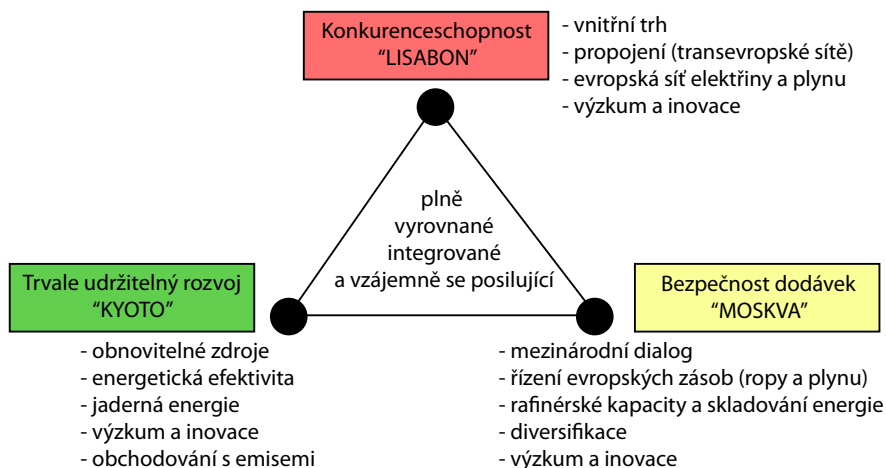 Konkurenceschopnost
“LISABON”
- vnitřní trh
- propojení (transevropské sítě)
- evropská síť elektřiny a plynu
- výzkum a inovace
plně
vyrovnané
integrované
a vzájemně se posilující
Trvale udržitelný rozvoj
“KYOTO”
- obnovitelné zdroje
- energetická efektivita
- jaderná energie
- výzkum a inovace
- obchodování s emisemi
Bezpečnost dodávek
“MOSKVA”
- mezinárodní dialog
- řízení evropských zásob (ropy a plynu)
- rafinérské kapacity a skladování energie
- diversifikace
- výzkum a inovace